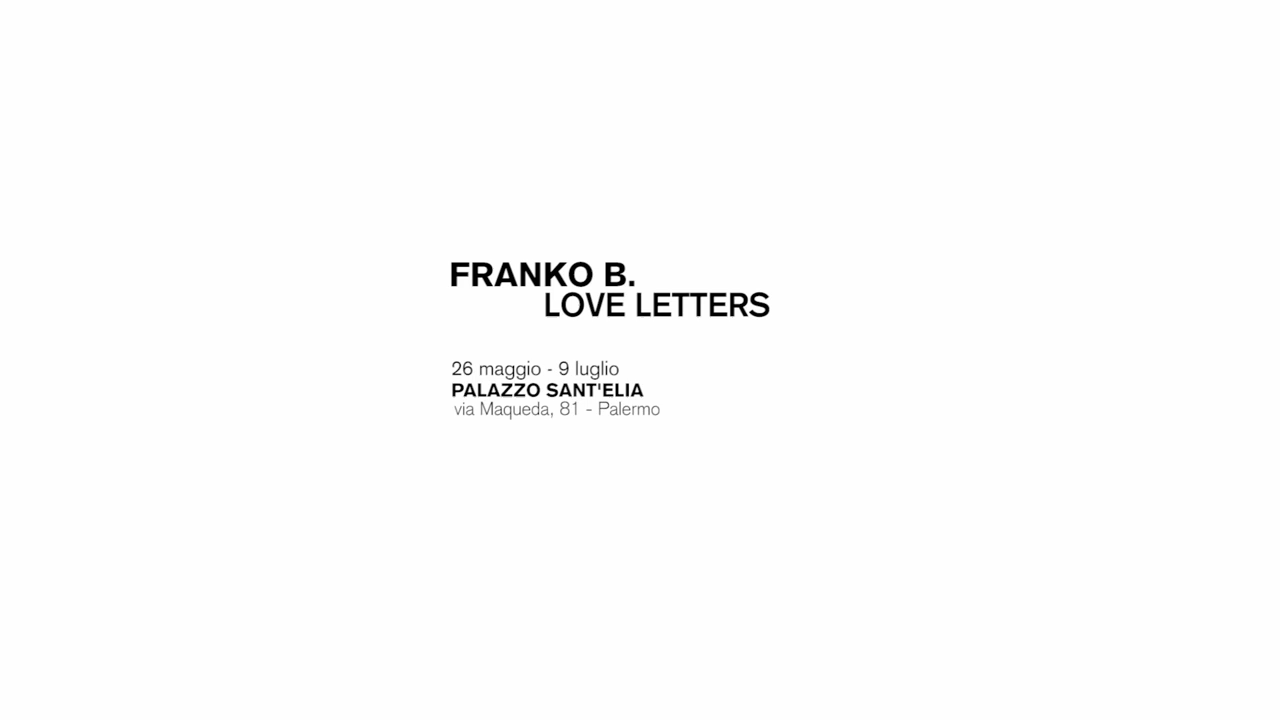 FRANKO B.
LOVE LETTERS
26 maggio - 9 luglio
PALAZZO SANT'ELIA
via Maqueda, 81 - Palermo